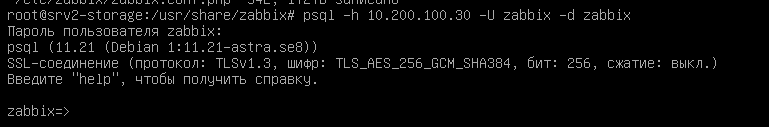 "/etc/zabbix/zabbix.conf.php" 34L, 1121B записано
root@srv2-storage:/usr/share/zabbix# psql -h 10.200.100.30 -U zabbix -d zabbix
Пароль пользователя zabbix:
psql (11.21 (Debian 1:11.21-astra.se8))
SSL-соединение (протокол: TLSv1.3, шифр: TLS_AES_256_GCM_SHA384, бит: 256, сжатие: выкл.)
Введите "help", чтобы получить справку.
zabbix=>